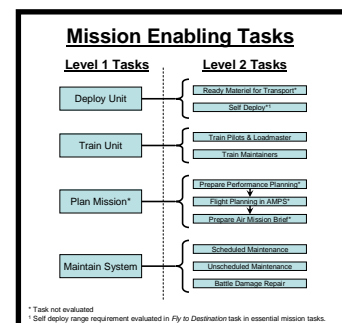 Mission Enabling Tasks
Level 1 Tasks Level 2 Tasks
Deploy Unit
Ready Materiel for Transport*
Self Deploy*¹
Train Unit
Train Pilots & Loadmaster
Train Maintainers
Plan Mission*
Prepare Performance Planning*
Flight Planning in AMPS*
Prepare Air Mission Brief*
Maintain System
Scheduled Maintenance
Unscheduled Maintenance
Battle Damage Repair
* Task not evaluated
¹ Self deploy range requirement evaluated in Fly to Destination task in essential mission tasks.